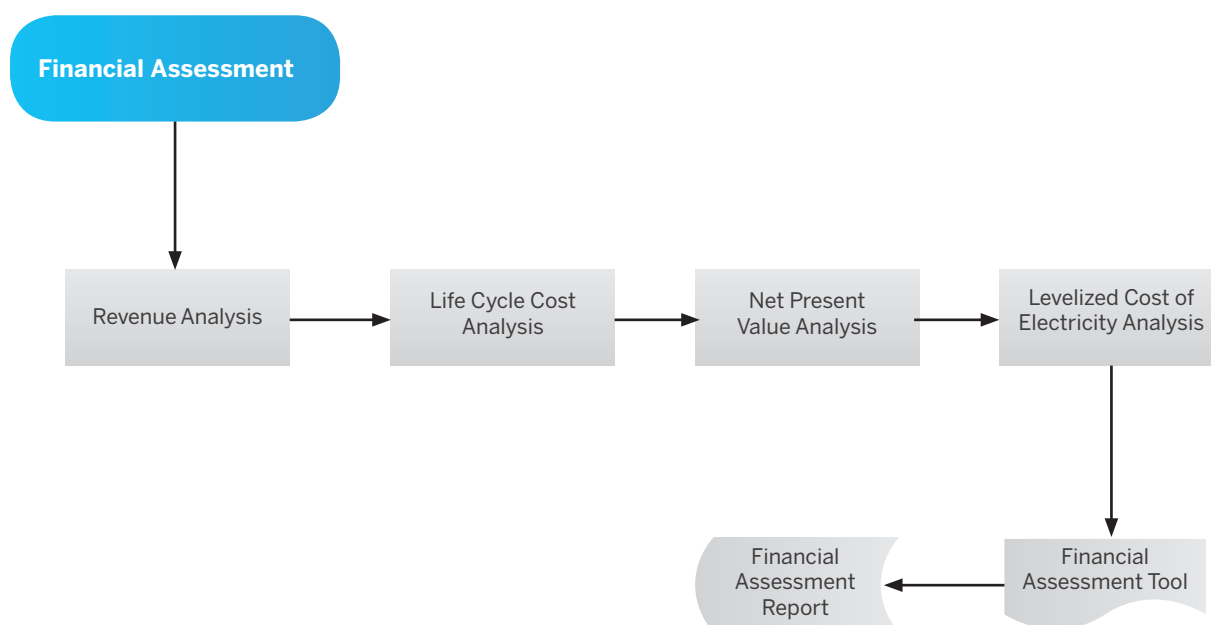 Financial Assessment
Revenue Analysis
Life Cycle Cost
Analysis
Net Present
Value Analysis
Levelized Cost of
Electricity Analysis
Financial
Assessment Tool
Financial
Assessment
Report